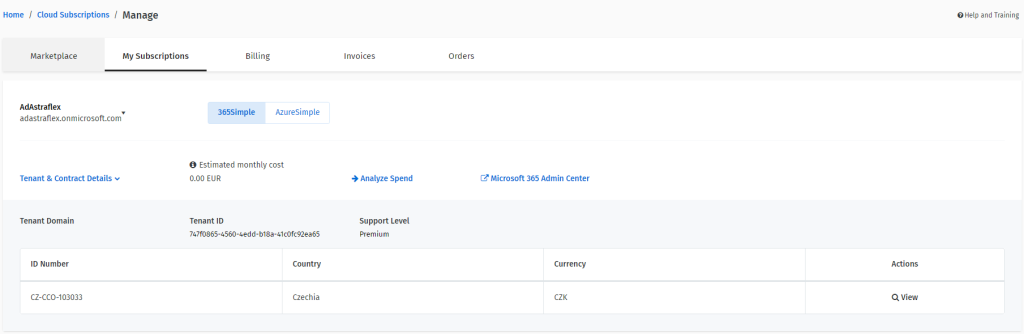 Home / Cloud Subscriptions / Manage
Help and Training
Marketplace My Subscriptions Billing Invoices Orders
AdAstraflex
adastraflex.onmicrosoft.com
365Simple AzureSimple
Estimated monthly cost
Tenant & Contract Details 0.00 EUR Analyze Spend Microsoft 365 Admin Center
Tenant Domain Tenant ID Support Level
747f0865-4560-4edd-b18a-41c0fc92ea65 Premium
ID Number Country Currency Actions
CZ-CCO-103033 Czechia CZK View